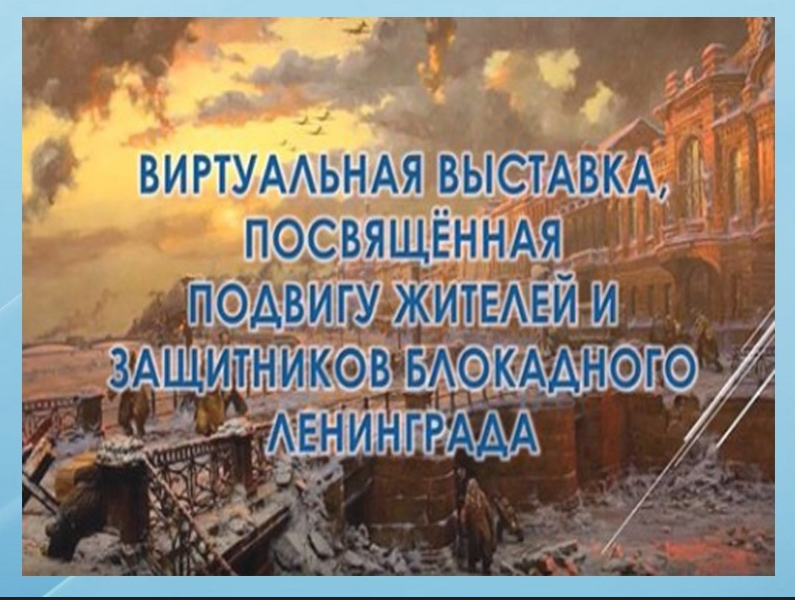 ВИРТУАЛЬНАЯ ВЫСТАВКА,
ПОСВЯЩЁННАЯ
ПОДВИГУ ЖИТЕЛЕЙ И
ЗАЩИТНИКОВ БЛОКАДНОГО
ЛЕНИНГРАДА